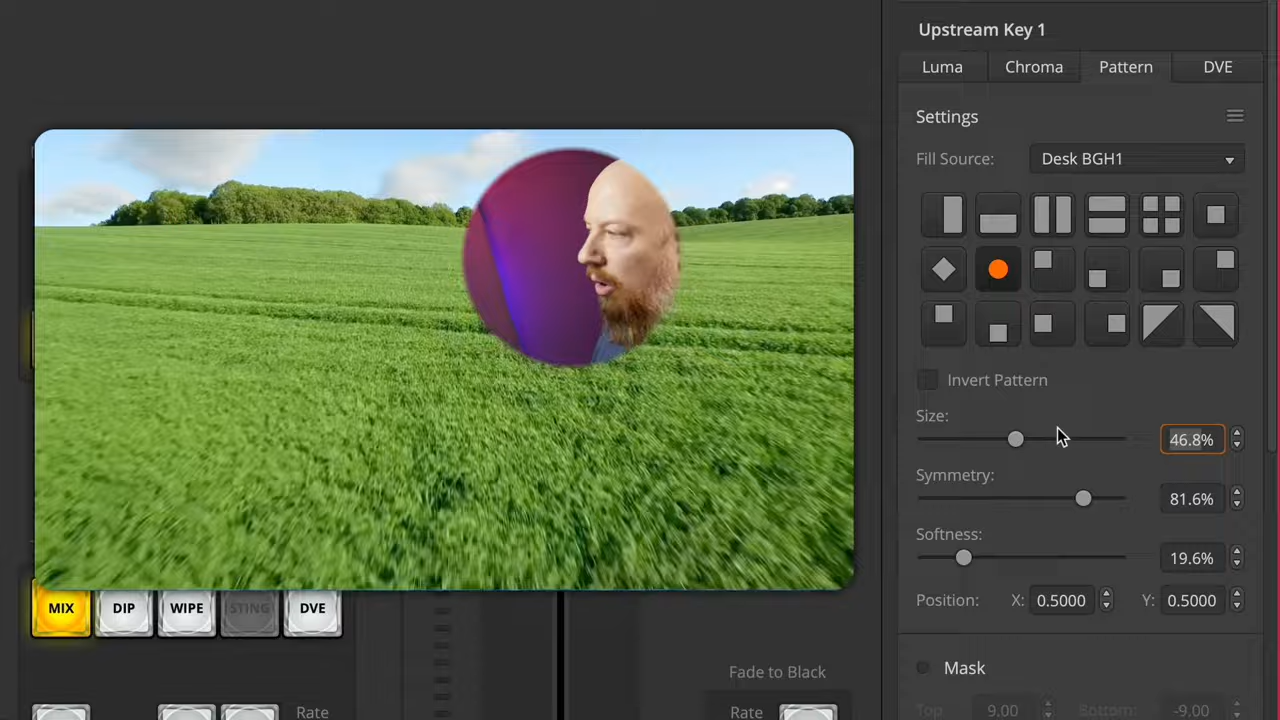 Upstream Key 1
Luma Chroma Pattern DVE
Settings
Fill Source: Desk BGH1
Invert Pattern
Size:
46.8%
Symmetry:
81.6%
Softness:
19.6%
Position: X: 0.5000 Y: 0.5000
Mask
Top 9.00 Bottom: -9.00
MIX DIP WIPE STING DVE
Fade to Black
Rate Rate